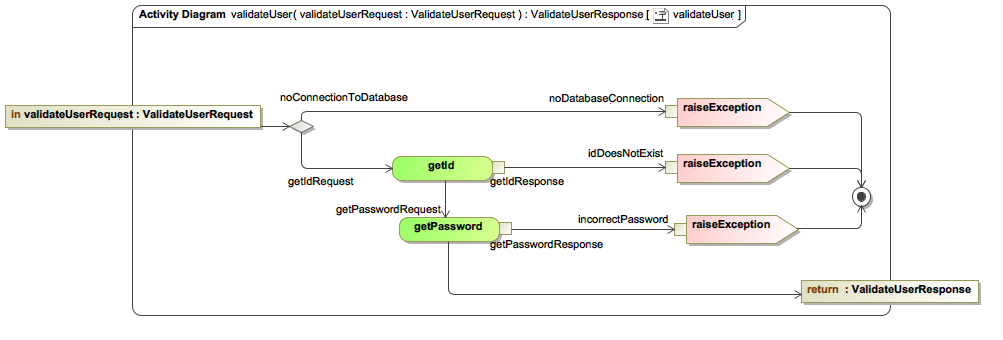 Activity Diagram validateUser( validateUserRequest : ValidateUserRequest ) : ValidateUserResponse [ validateUser ]
noConnectionToDatabase
noDatabaseConnection
raiseException
in validateUserRequest : ValidateUserRequest
idDoesNotExist
raiseException
getId
getIdRequest
getIdResponse
getPasswordRequest
incorrectPassword
raiseException
getPassword
getPasswordResponse
return : ValidateUserResponse